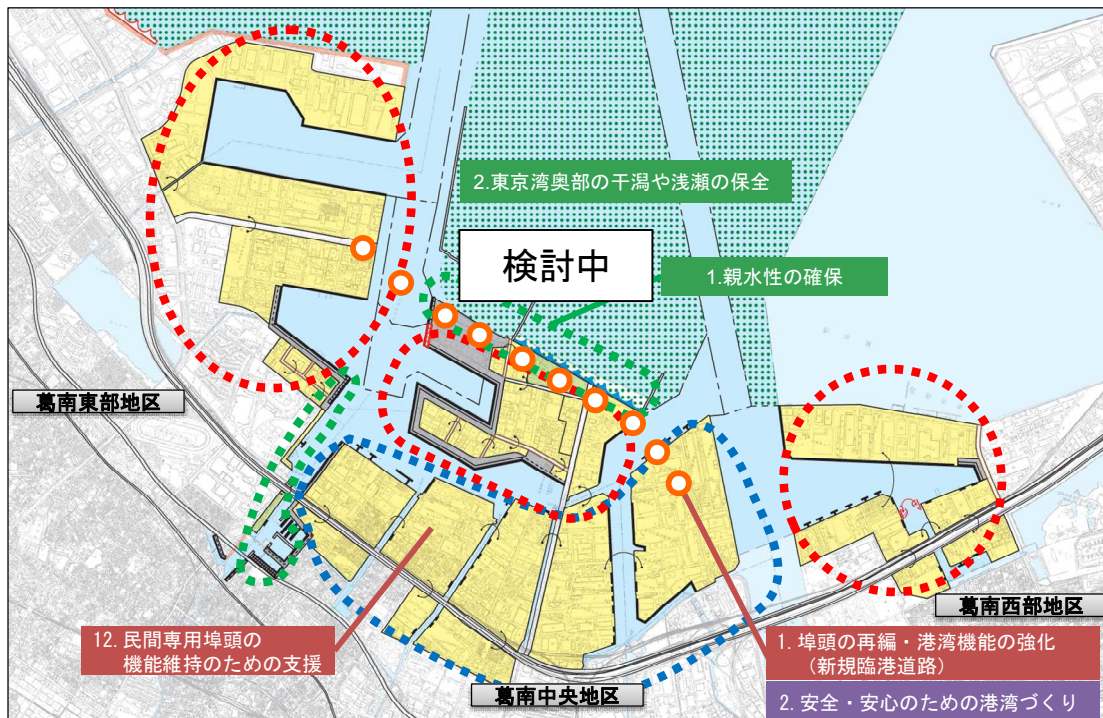 2.東京湾奥部の干潟や浅瀬の保全
検討中
1.親水性の確保
葛南東部地区
葛南西部地区
12. 民間専用埠頭の
機能維持のための支援
1. 埠頭の再編・港湾機能の強化
（新規臨港道路）
葛南中央地区
2. 安全・安心のための港湾づくり